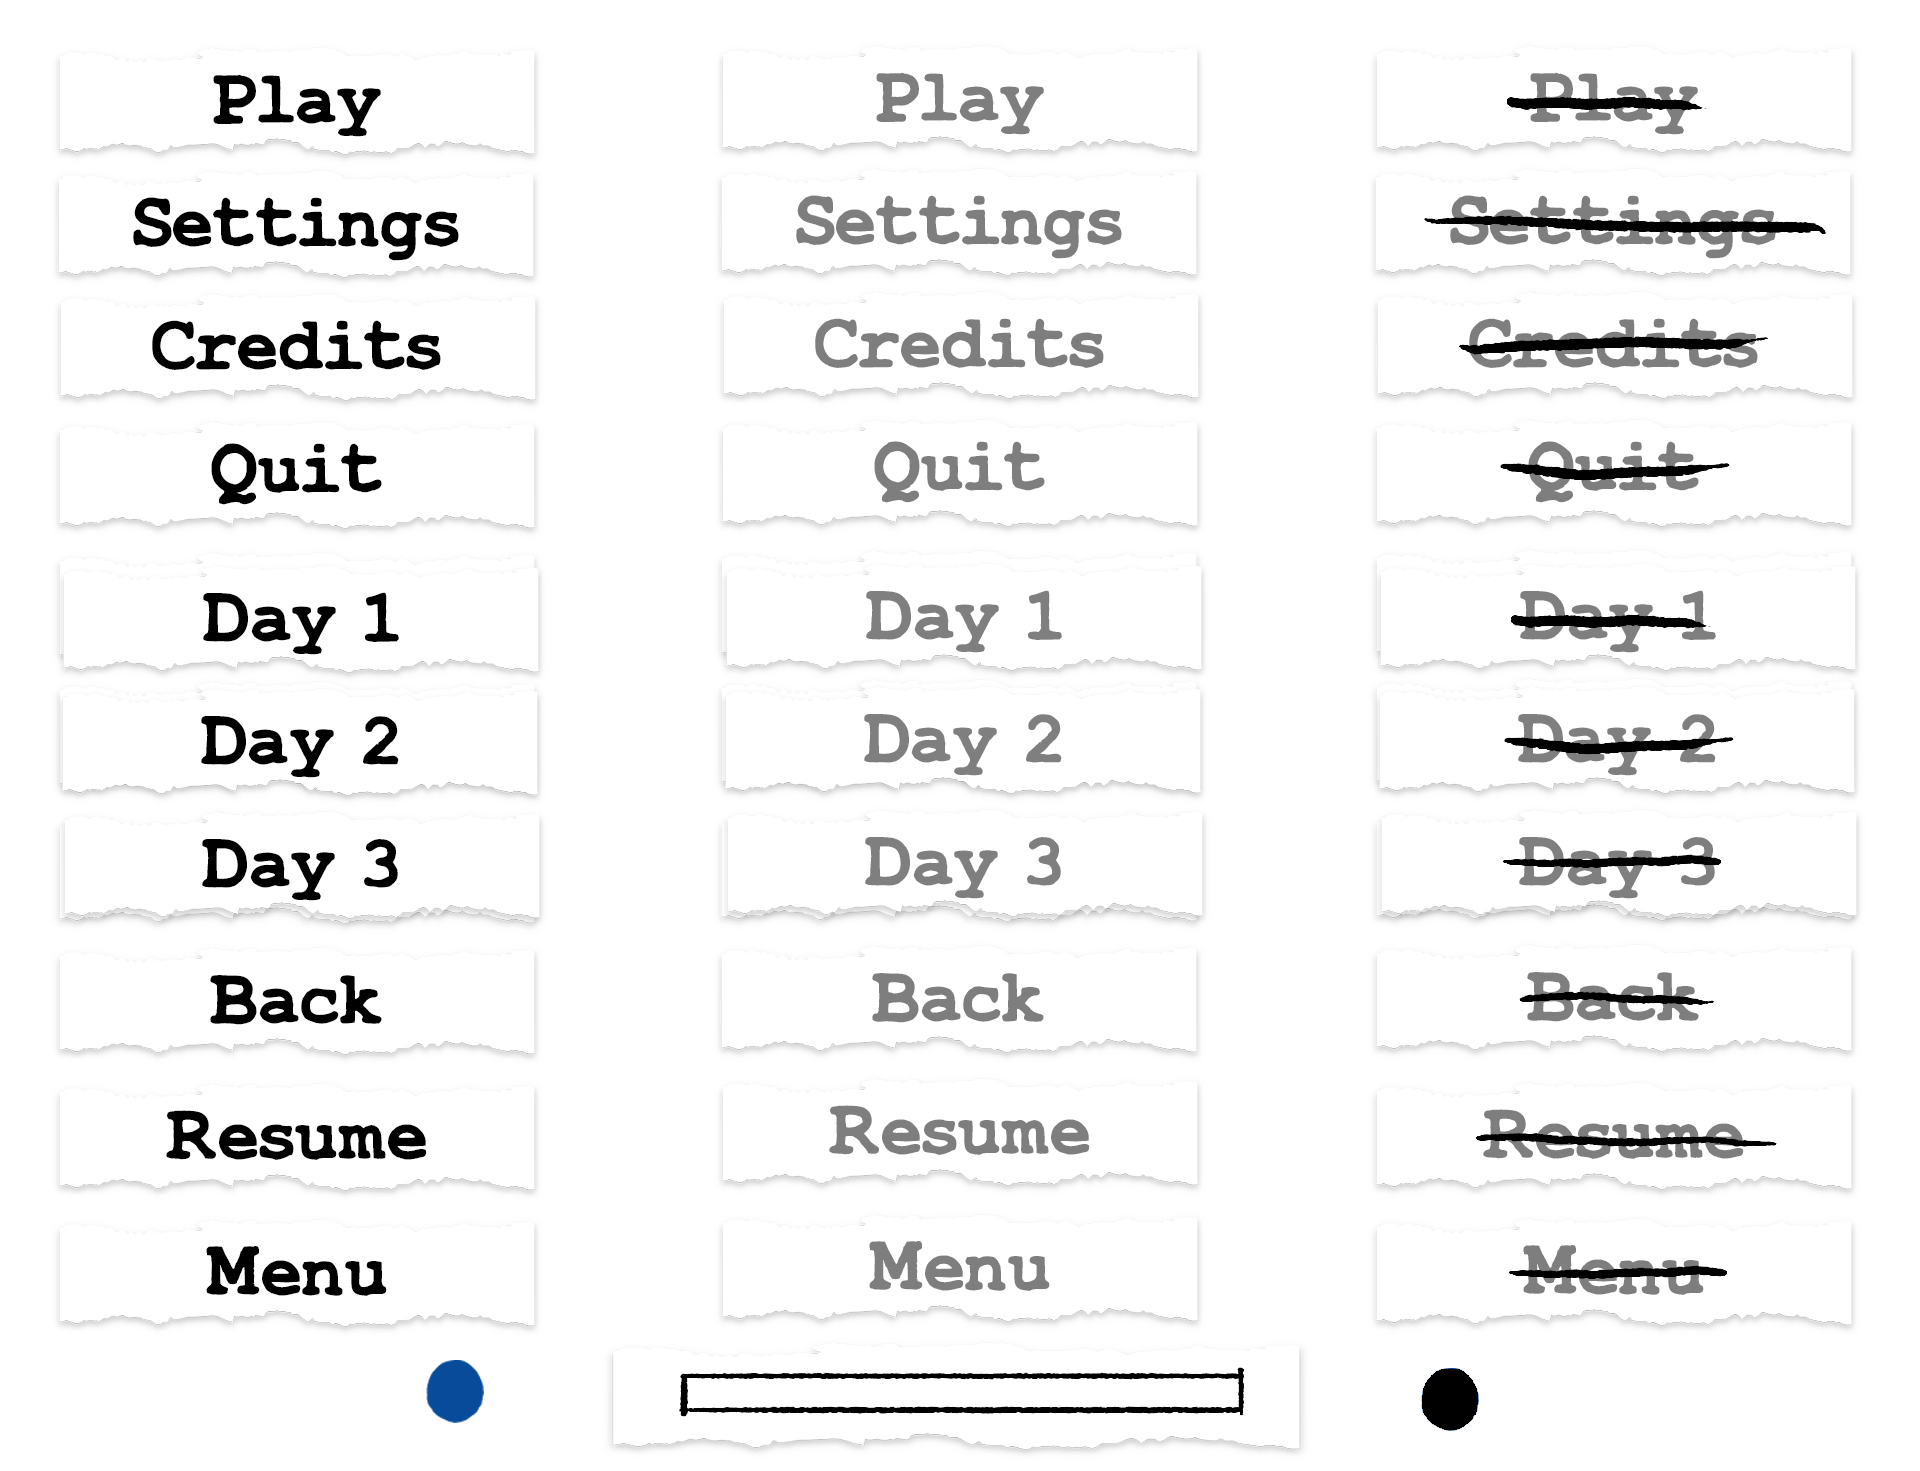 Play Play Play
Settings Settings Settings
Credits Credits Credits
Quit Quit Quit
Day 1 Day 1 Day 1
Day 2 Day 2 Day 2
Day 3 Day 3 Day 3
Back Back Back
Resume Resume Resume
Menu Menu Menu